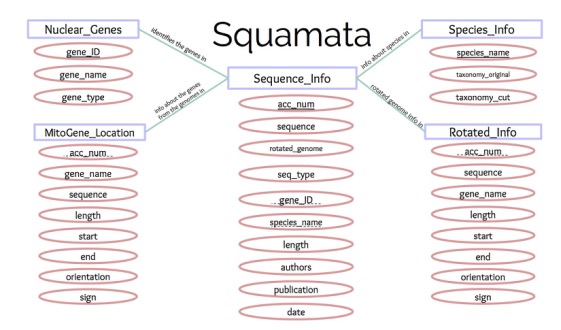 Squamata
Nuclear_Genes
gene_ID
gene_name
gene_type
identifies the genes in
info about the genes
from the genomes in
MitoGene_Location
acc_num
gene_name
sequence
length
start
end
orientation
sign
Sequence_Info
acc_num
sequence
rotated_genome
seq_type
gene_ID
species_name
length
authors
publication
date
info about species in
rotated genome info in
Species_Info
species_name
taxonomy_original
taxonomy_cut
Rotated_Info
acc_num
sequence
gene_name
length
start
end
orientation
sign